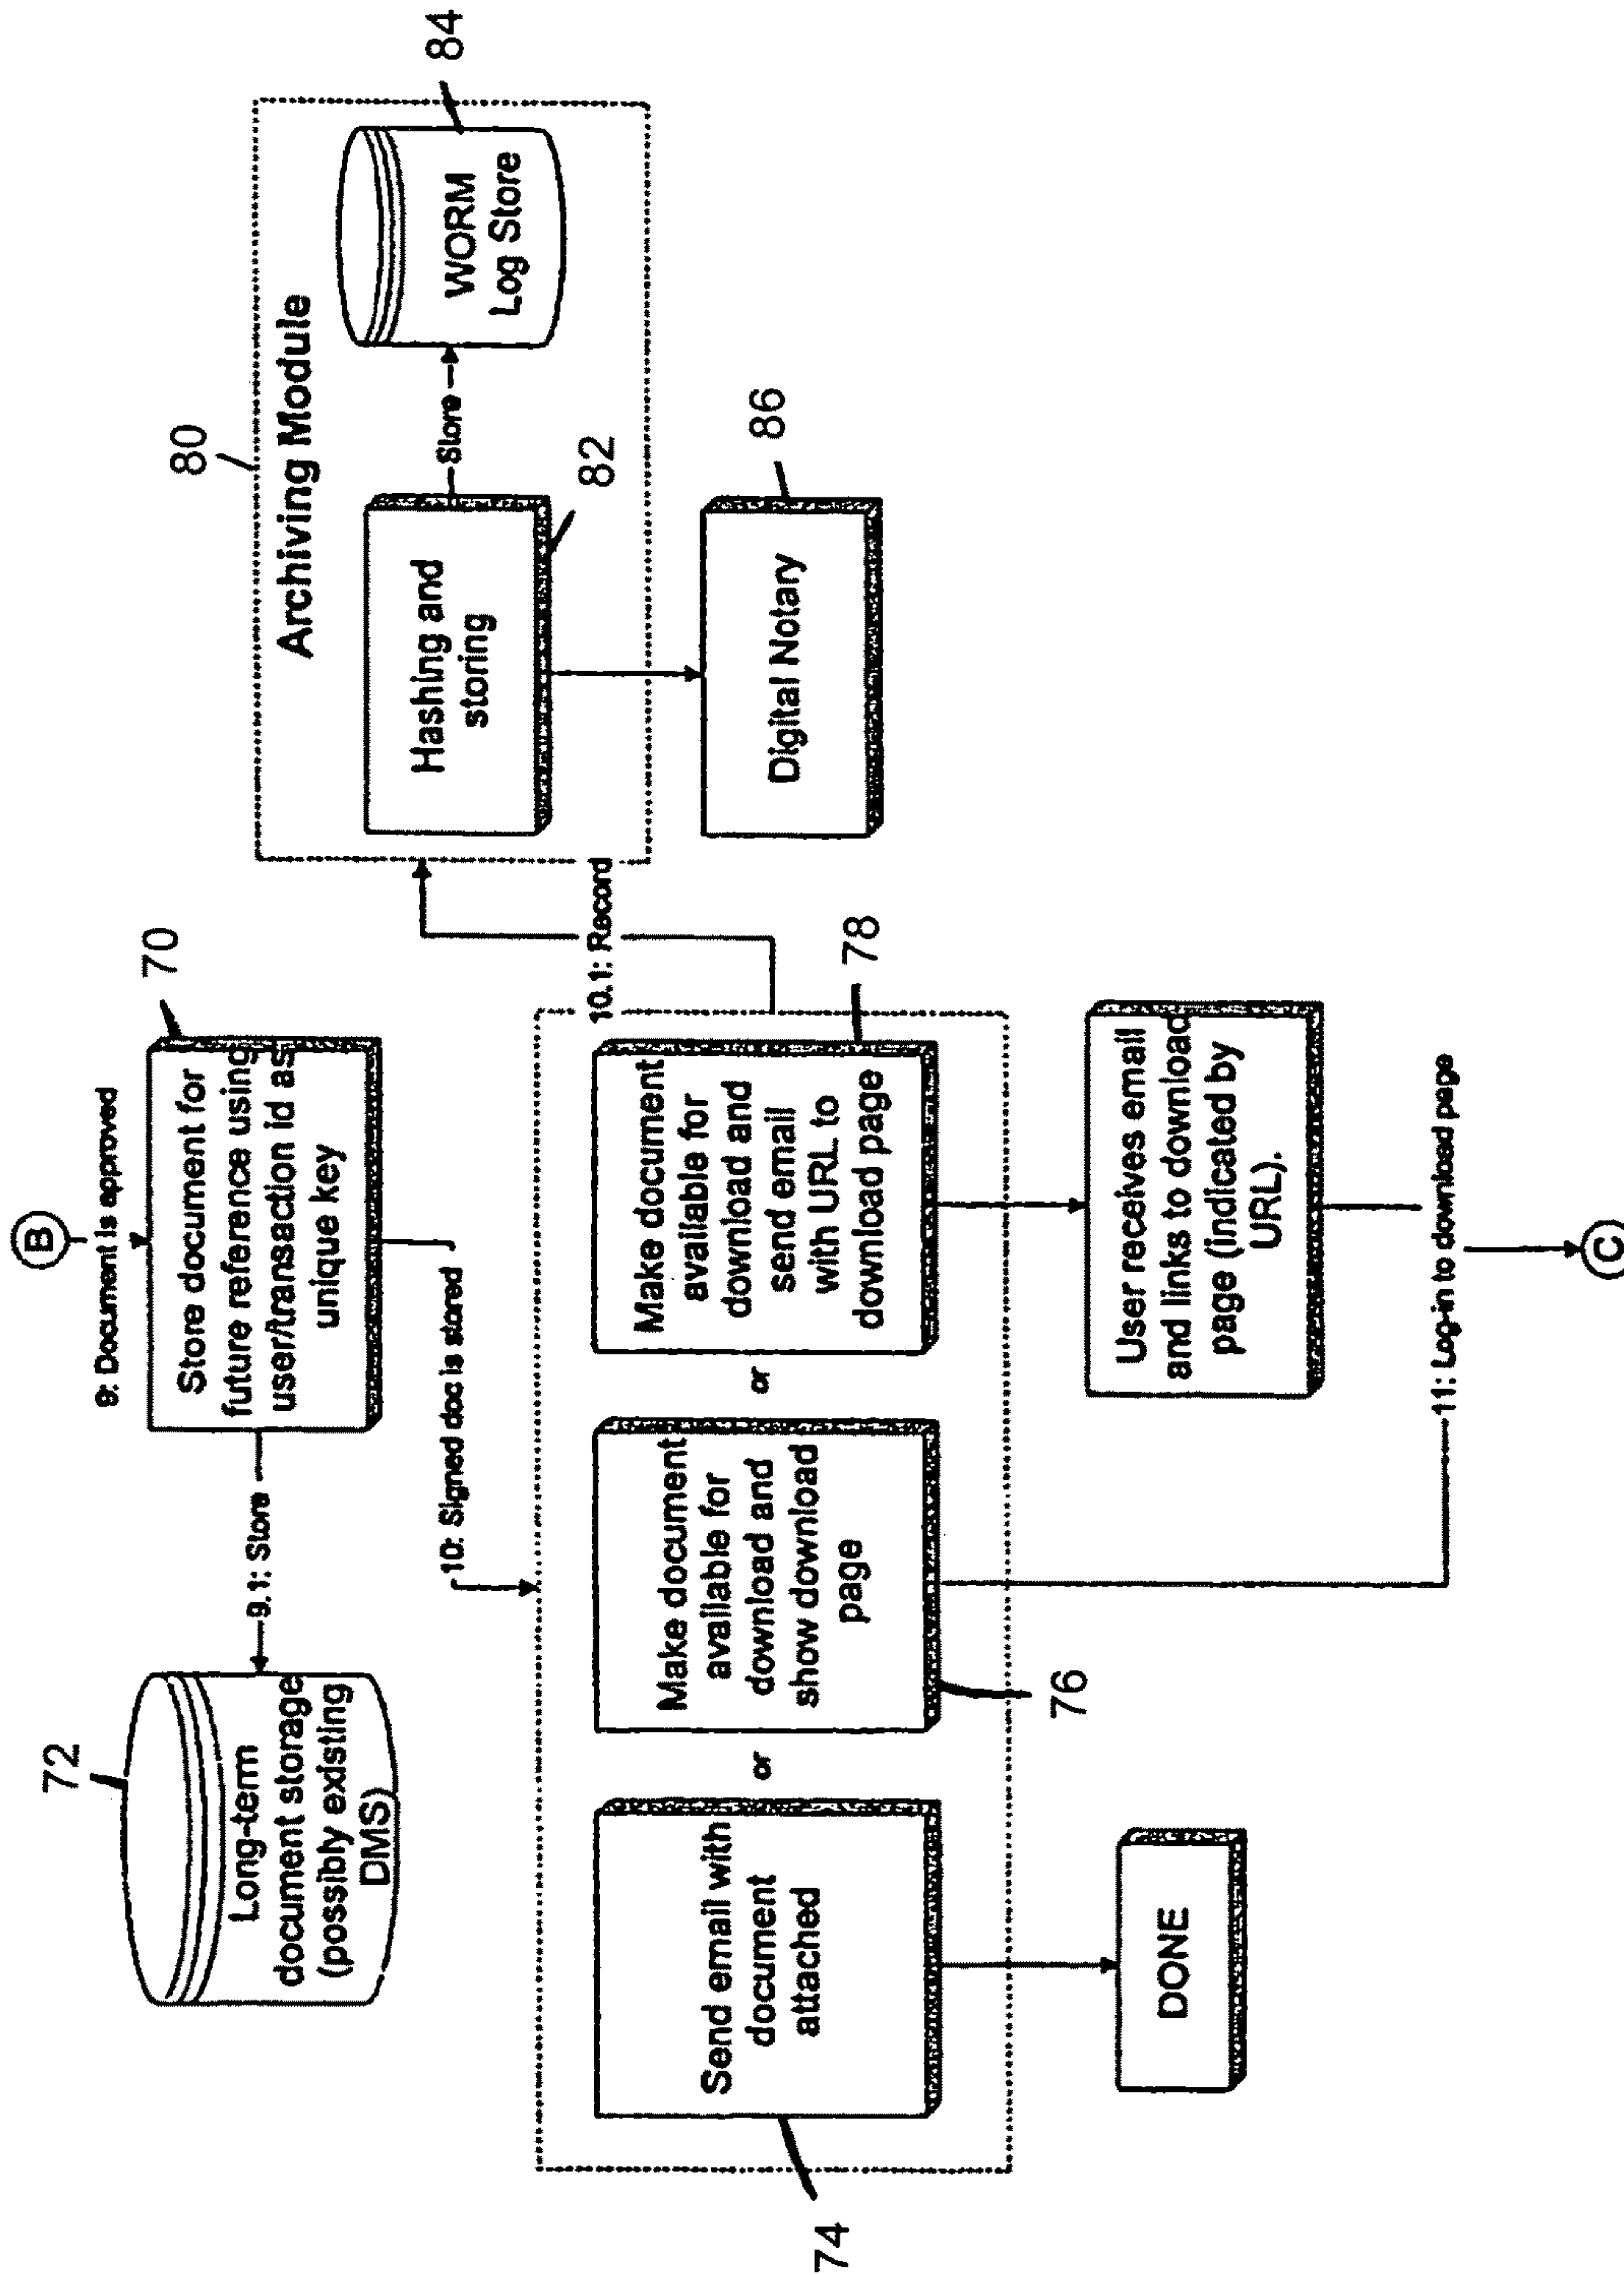 B
9: Document is approved
70
Store document for
future reference using
user/transaction id as
unique key
9.1: Store
72
Long-term
document storage
(possibly existing
DMS)
10: Signed doc is stored
74
Send email with
document
attached
or
Make document
available for
download and
show download
page
76
or
Make document
available for
download and
send email
with URL to
download page
78
10.1: Record
80
Archiving Module
Hashing and
storing
82
Store
WORM
Log Store
84
Digital Notary
86
DONE
User receives email
and links to download
page (indicated by
URL).
11: Log-in to download page
C